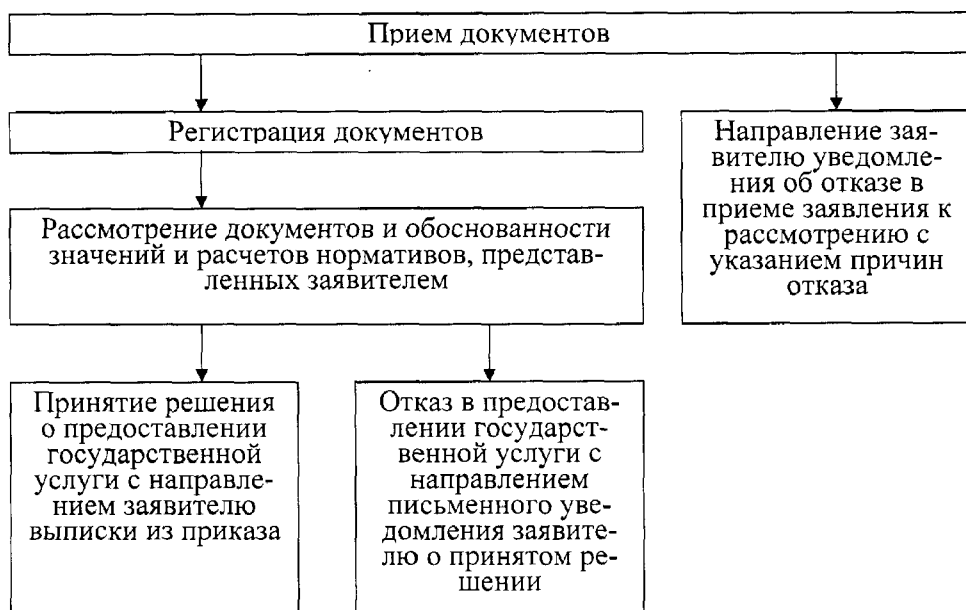 Прием документов
Регистрация документов
Направление зая-
вителю уведомле-
ния об отказе в
приеме заявления к
рассмотрению с
указанием причин
отказа
Рассмотрение документов и обоснованности
значений и расчетов нормативов, представ-
ленных заявителем
Принятие решения
о предоставлении
государственной
услуги с направле-
нием заявителю
выписки из приказа
Отказ в предостав-
лении государст-
венной услуги с
направлением
письменного уве-
домления заявите-
лю о принятом ре-
шении